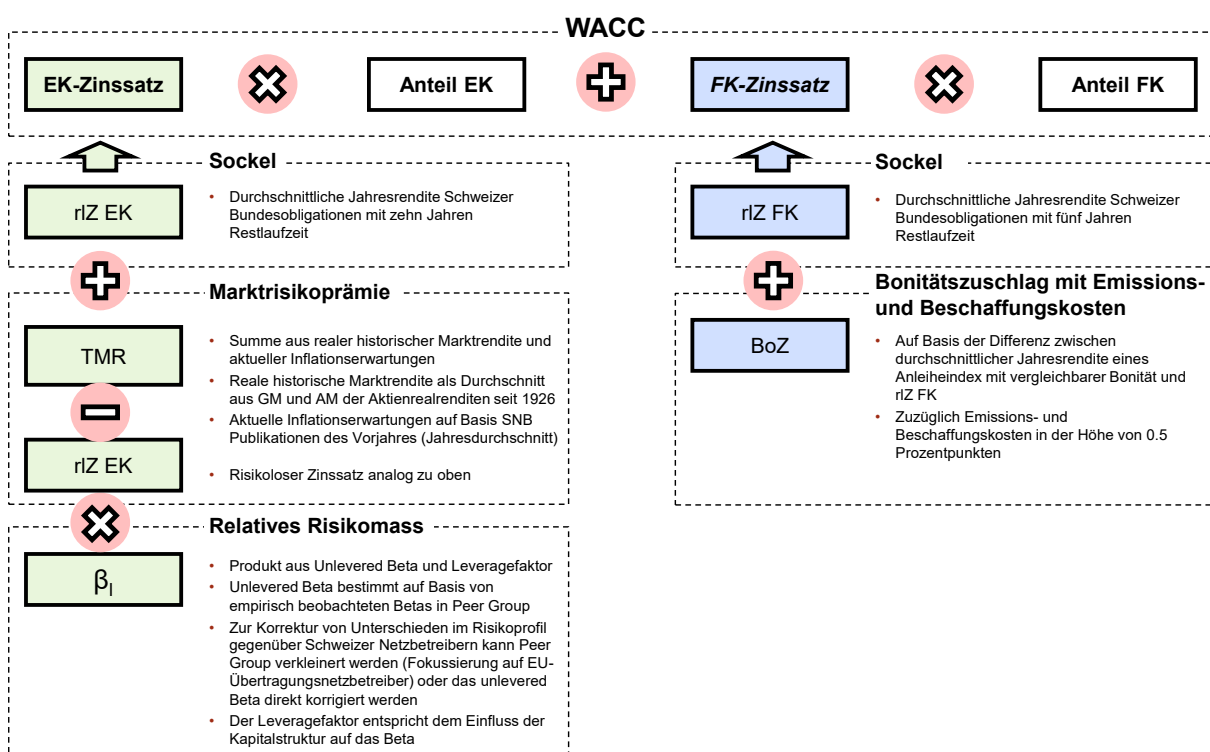 WACC
EK-Zinssatz
Anteil EK
FK-Zinssatz
Anteil FK
Sockel
rlZ EK
• Durchschnittliche Jahresrendite Schweizer
Bundesobligationen mit zehn Jahren
Restlaufzeit
Marktrisikoprämie
TMR
• Summe aus realer historischer Marktrendite und
aktueller Inflationserwartungen
• Reale historische Marktrendite als Durchschnitt
aus GM und AM der Aktienrealrenditen seit 1926
• Aktuelle Inflationserwartungen auf Basis SNB
Publikationen des Vorjahres (Jahresdurchschnitt)
rlZ EK
• Risikoloser Zinssatz analog zu oben
Relatives Risikomass
βl
• Produkt aus Unlevered Beta und Leveragefaktor
• Unlevered Beta bestimmt auf Basis von
empirisch beobachteten Betas in Peer Group
• Zur Korrektur von Unterschieden im Risikoprofil
gegenüber Schweizer Netzbetreibern kann Peer
Group verkleinert werden (Fokussierung auf EU-
Übertragungsnetzbetreiber) oder das unlevered
Beta direkt korrigiert werden
• Der Leveragefaktor entspricht dem Einfluss der
Kapitalstruktur auf das Beta
Sockel
rlZ FK
• Durchschnittliche Jahresrendite Schweizer
Bundesobligationen mit fünf Jahren
Restlaufzeit
Bonitätszuschlag mit Emissions-
und Beschaffungskosten
BoZ
• Auf Basis der Differenz zwischen
durchschnittlicher Jahresrendite eines
Anleiheindex mit vergleichbarer Bonität und
rlZ FK
• Zuzüglich Emissions- und
Beschaffungskosten in der Höhe von 0.5
Prozentpunkten